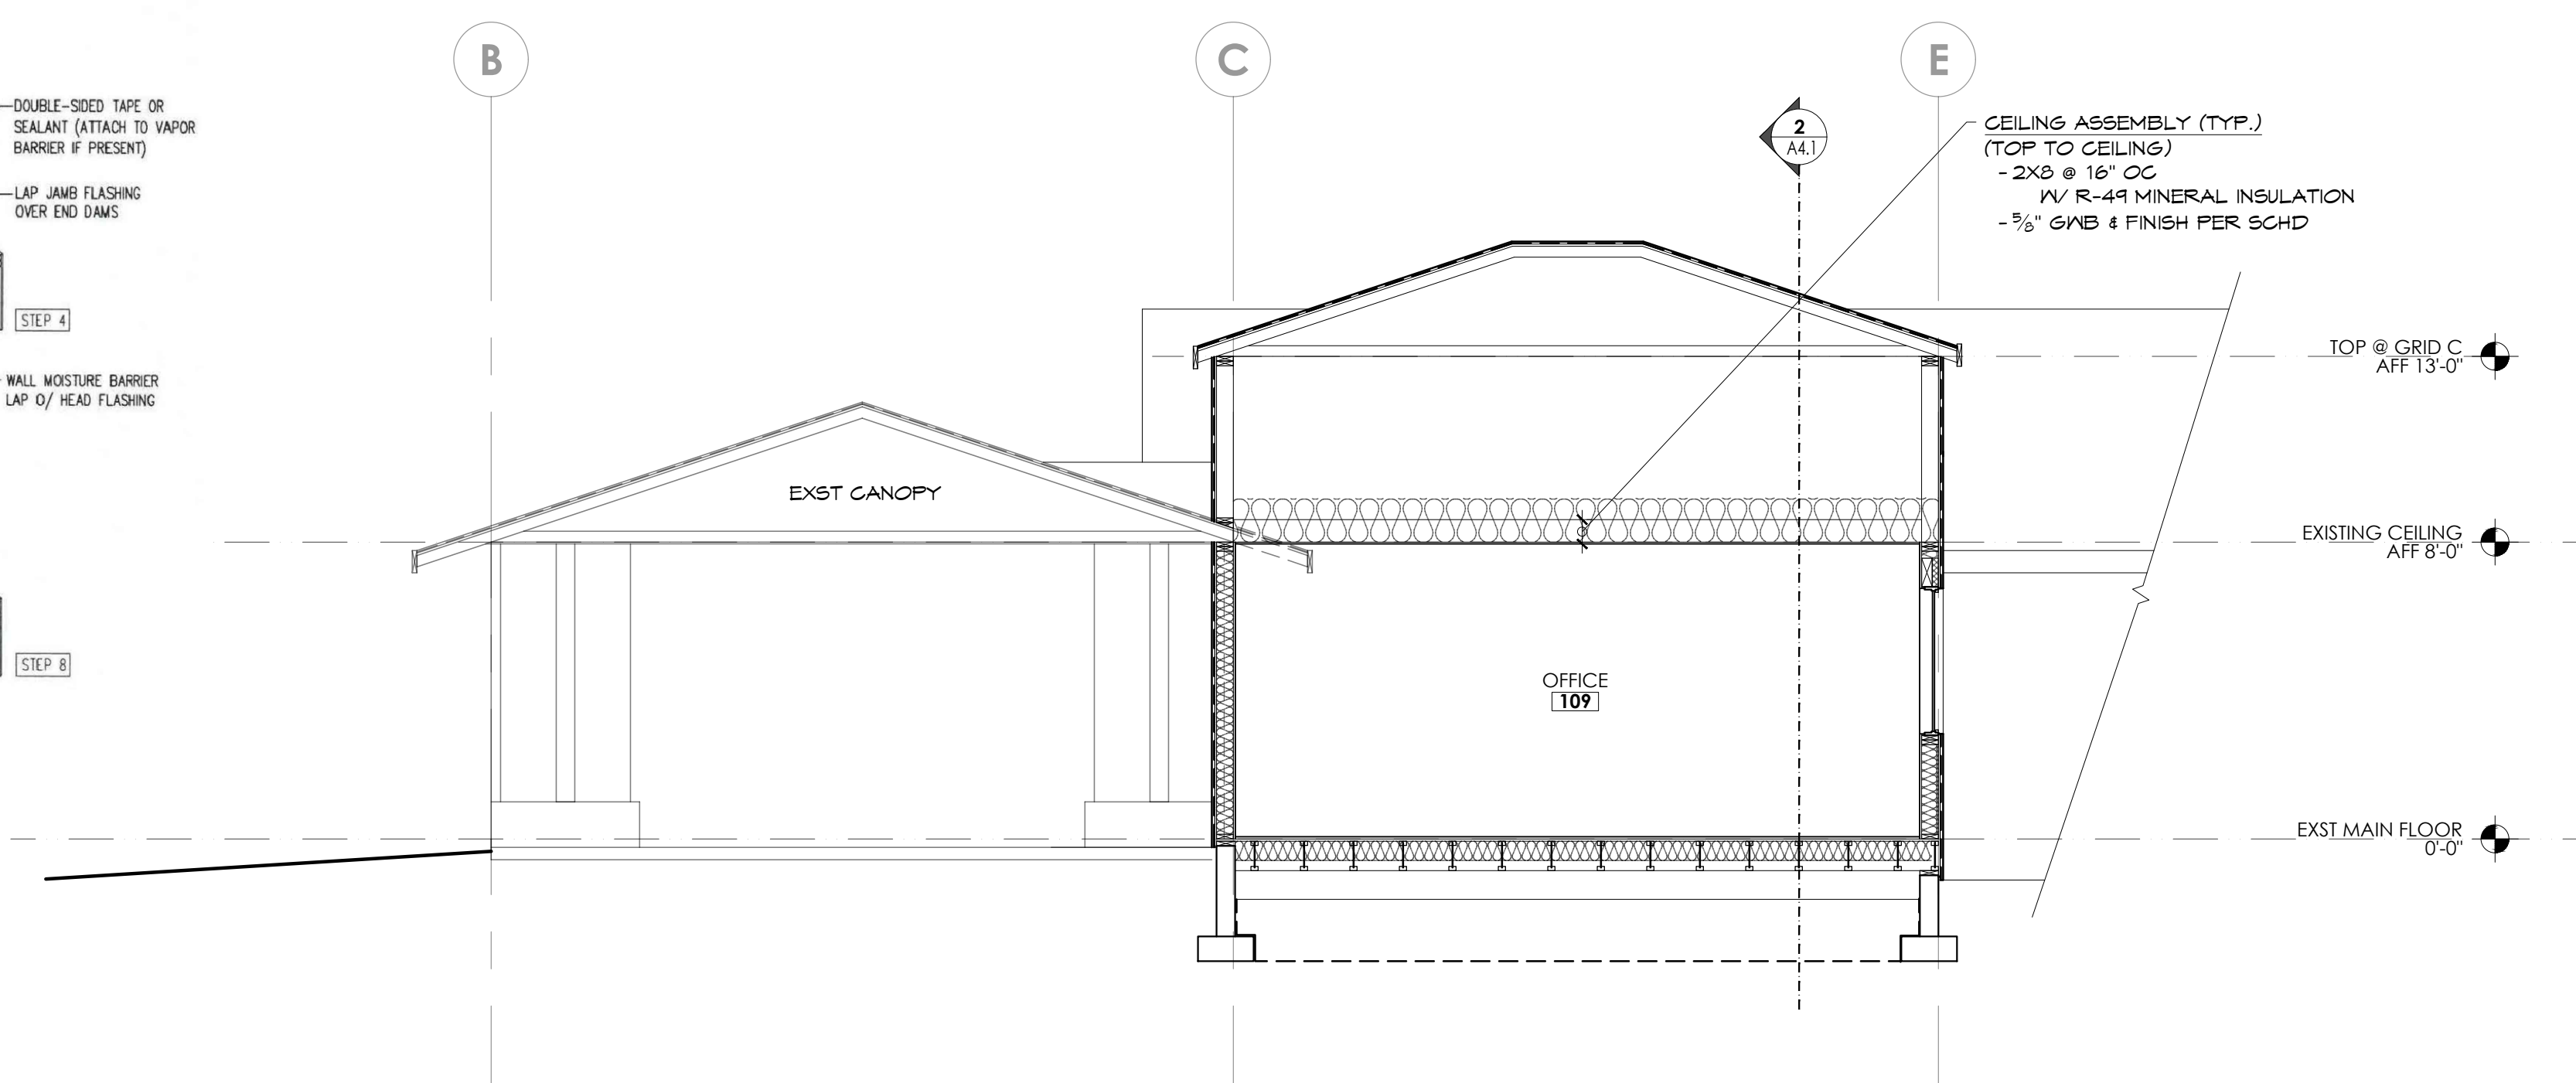 B
C
E
DOUBLE-SIDED TAPE OR
SEALANT (ATTACH TO VAPOR
BARRIER IF PRESENT)
LAP JAMB FLASHING
OVER END DAMS
STEP 4
WALL MOISTURE BARRIER
LAP O/ HEAD FLASHING
STEP 8
2
A4.1
CEILING ASSEMBLY (TYP.)
(TOP TO CEILING)
- 2X8 @ 16" OC
W/ R-49 MINERAL INSULATION
- 5/8" GWB & FINISH PER SCHD
EXST CANOPY
OFFICE
109
TOP @ GRID C
AFF 13'-0"
EXISTING CEILING
AFF 8'-0"
EXST MAIN FLOOR
0'-0"